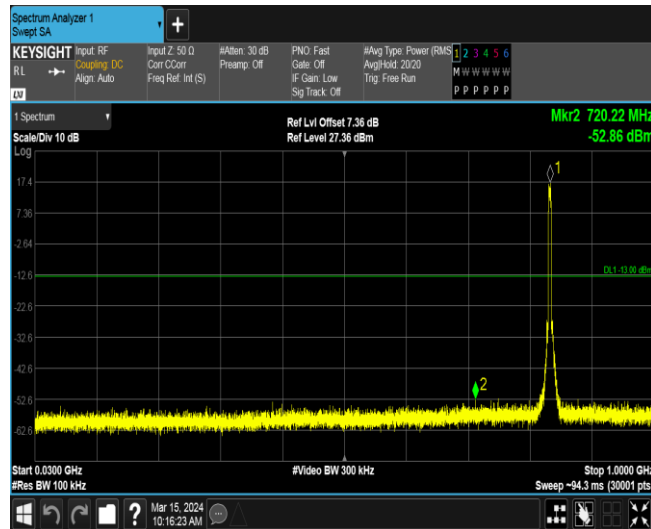 Spectrum Analyzer 1
Swept SA
+
KEYSIGHT
RL
LXI
Input: RF
Coupling: DC
Align: Auto
Input Z: 50 Ω
Corr CCorr
Freq Ref: Int (S)
#Atten: 30 dB
Preamp: Off
PNO: Fast
Gate: Off
IF Gain: Low
Sig Track: Off
#Avg Type: Power (RMS
Avg|Hold: 20/20
Trig: Free Run
1 2 3 4 5 6
M W W W W W
P P P P P P
1 Spectrum
Scale/Div 10 dB
Log
Ref Lvl Offset 7.36 dB
Ref Level 27.36 dBm
Mkr2 720.22 MHz
-52.86 dBm
1
17.4
7.36
-2.64
-12.6
DL1 -13.00 dBm
-22.6
-32.6
-42.6
-52.6
2
-62.6
Start 0.0300 GHz
#Res BW 100 kHz
#Video BW 300 kHz
Stop 1.0000 GHz
Sweep ~94.3 ms (30001 pts)
?
Mar 15, 2024
10:16:23 AM